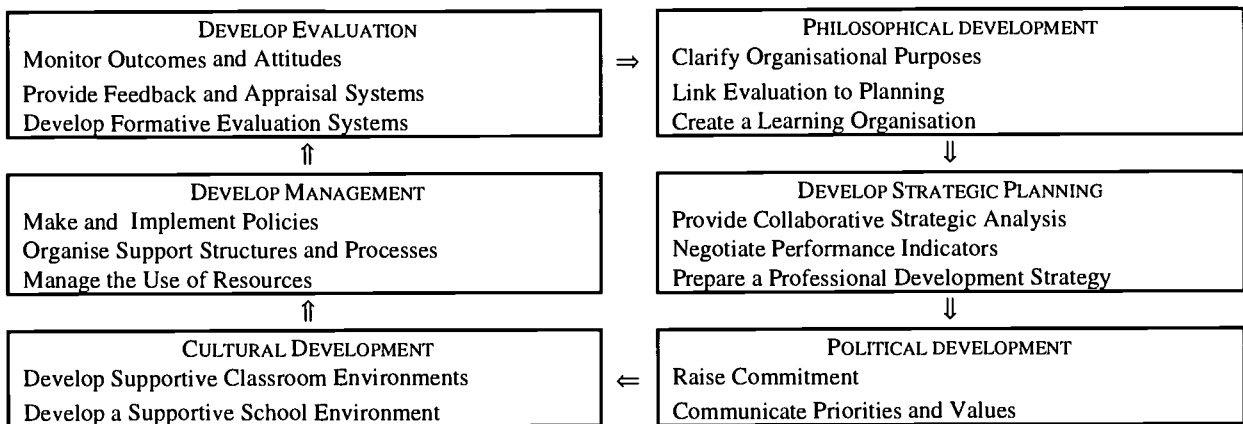 DEVELOP EVALUATION
Monitor Outcomes and Attitudes
Provide Feedback and Appraisal Systems
Develop Formative Evaluation Systems
⇒
PHILOSOPHICAL DEVELOPMENT
Clarify Organisational Purposes
Link Evaluation to Planning
Create a Learning Organisation
⇑
⇓
DEVELOP MANAGEMENT
Make and Implement Policies
Organise Support Structures and Processes
Manage the Use of Resources
DEVELOP STRATEGIC PLANNING
Provide Collaborative Strategic Analysis
Negotiate Performance Indicators
Prepare a Professional Development Strategy
⇑
⇓
CULTURAL DEVELOPMENT
Develop Supportive Classroom Environments
Develop a Supportive School Environment
⇐
POLITICAL DEVELOPMENT
Raise Commitment
Communicate Priorities and Values